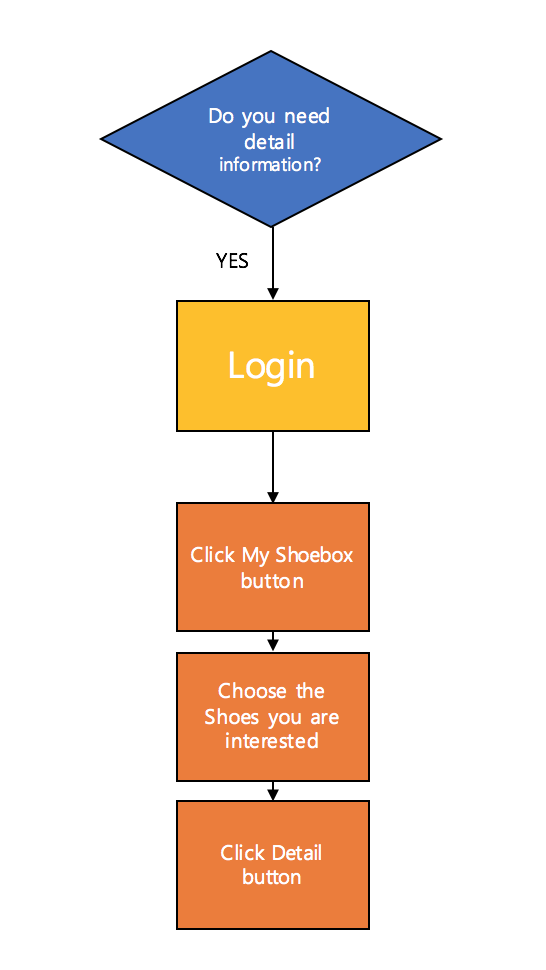 Do you need
detail
information?
YES
Login
Click My Shoebox
button
Choose the
Shoes you are
interested
Click Detail
button